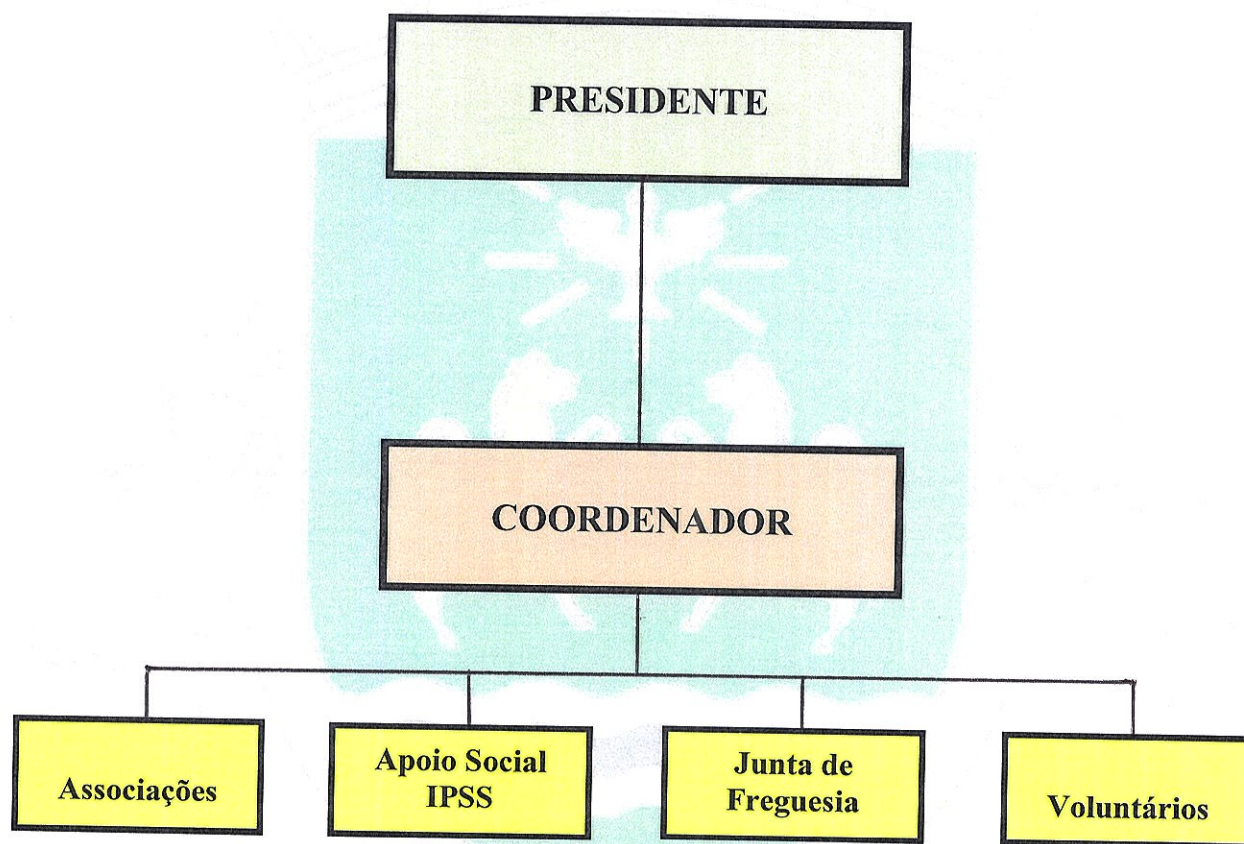 PRESIDENTE
COORDENADOR
Associações
Apoio Social
IPSS
Junta de
Freguesia
Voluntários